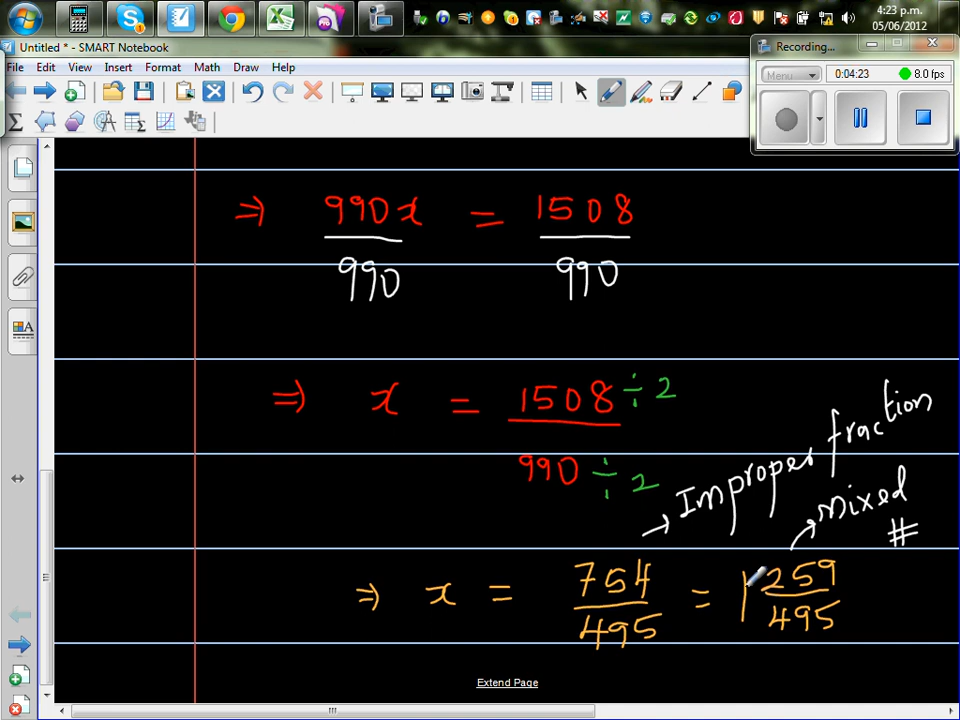 4:23 p.m.
05/06/2012
Untitled * - SMART Notebook
Recording...
File Edit View Insert Format Math Draw Help
Menu
0:04:23
8.0 fps
⇒ 990x = 1508
990 990
⇒ x = 1508 ÷ 2
990 ÷ 2
→ Improper fraction
→ mixed #
⇒ x = 754/495 = 1 259/495
Extend Page